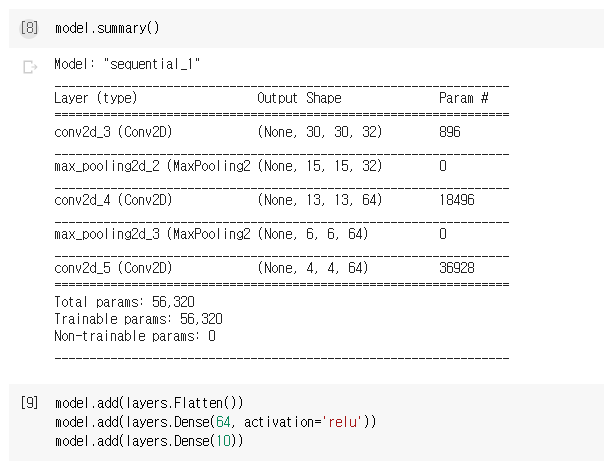 [8] model.summary()
Model: "sequential_1"
_________________________________________________________________
Layer (type)                 Output Shape              Param #
=================================================================
conv2d_3 (Conv2D)            (None, 30, 30, 32)        896
_________________________________________________________________
max_pooling2d_2 (MaxPooling2 (None, 15, 15, 32)        0
_________________________________________________________________
conv2d_4 (Conv2D)            (None, 13, 13, 64)        18496
_________________________________________________________________
max_pooling2d_3 (MaxPooling2 (None, 6, 6, 64)          0
_________________________________________________________________
conv2d_5 (Conv2D)            (None, 4, 4, 64)          36928
=================================================================
Total params: 56,320
Trainable params: 56,320
Non-trainable params: 0
_________________________________________________________________
[9] model.add(layers.Flatten())
model.add(layers.Dense(64, activation='relu'))
model.add(layers.Dense(10))